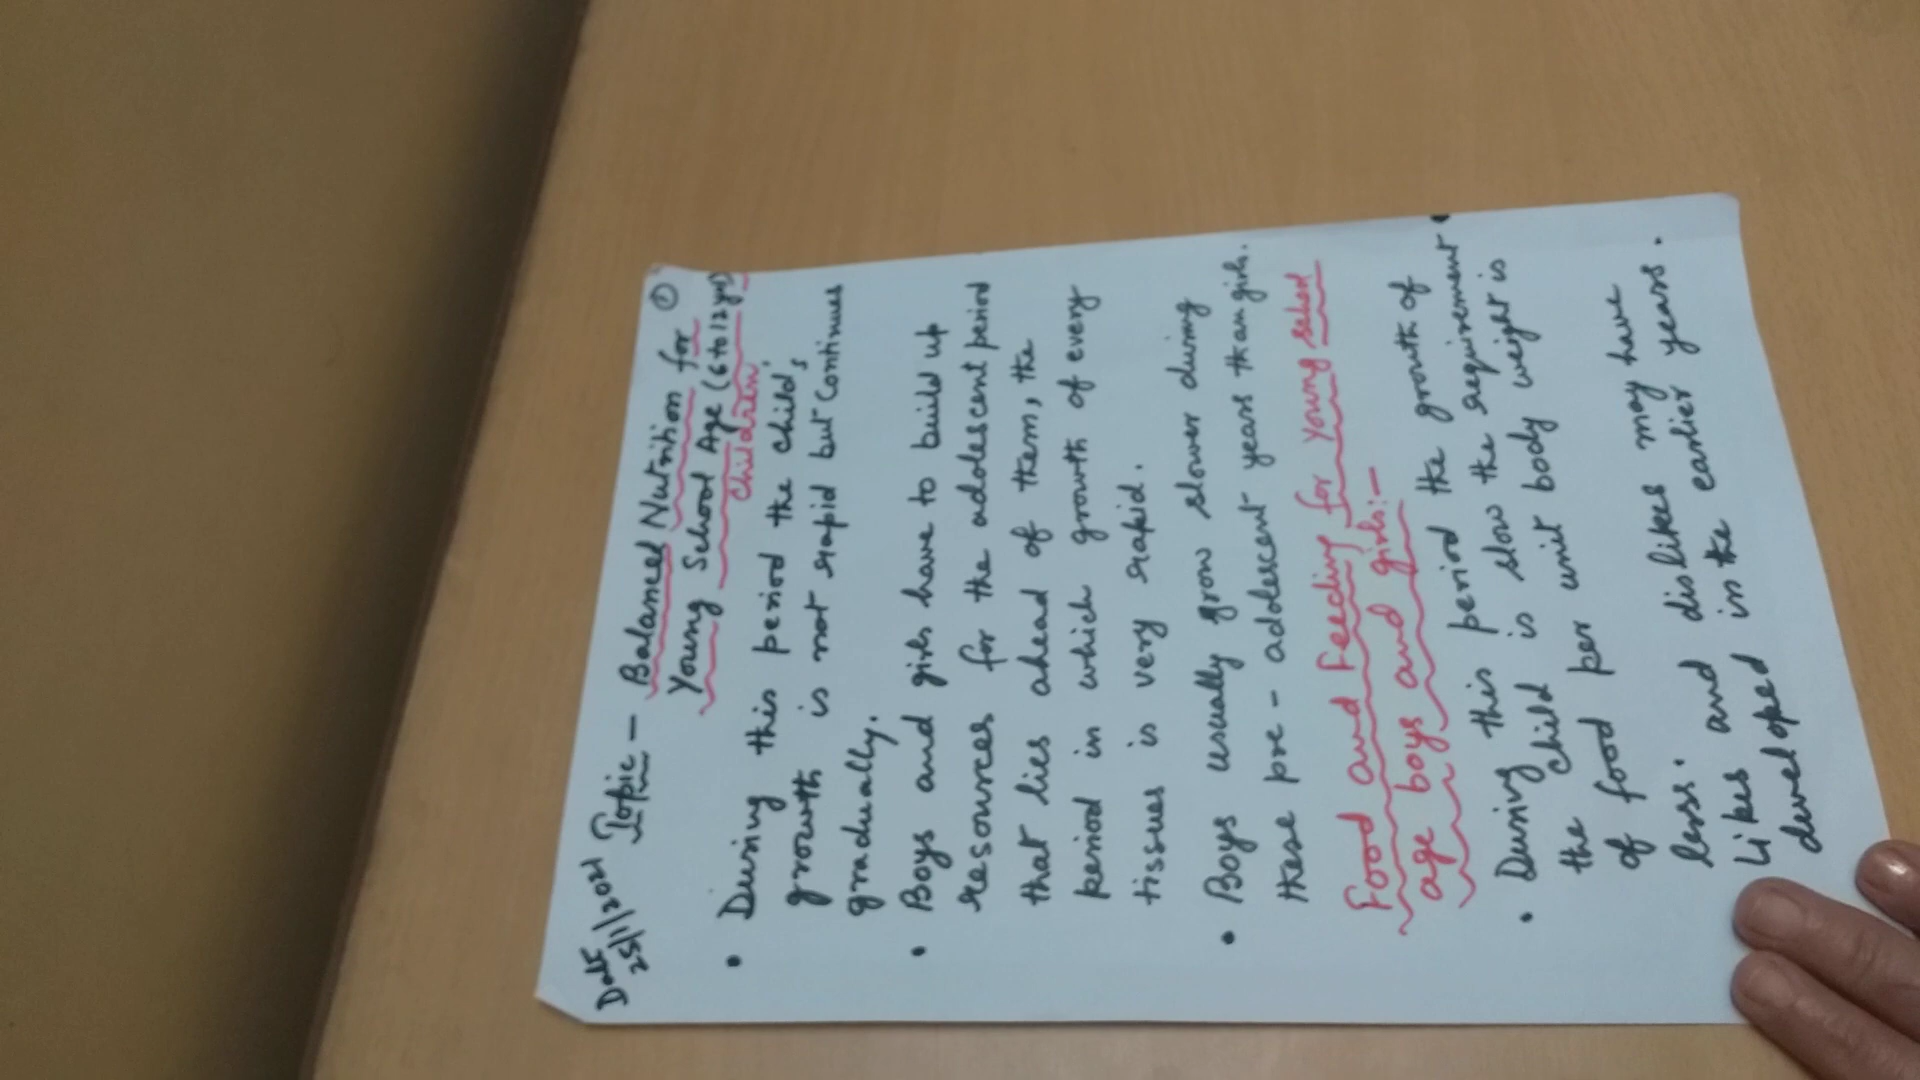 Date 25/1/2021 Topic - Balanced Nutrition for ①
Young School Age (6 to 12 yrs)
Children
• During this period the child's
growth is not rapid but continues
gradually.
• Boys and girls have to build up
resources for the adolescent period
that lies ahead of them, the
period in which growth of every
tissues is very rapid.
• Boys usually grow slower during
these pre-adolescent years than girls.
Food and Feeding for young school
age boys and girls:-
• During this period the growth of
the child is slow the requirement
of food per unit body weight is
less.
Likes and dislikes may have
developed in the earlier years.